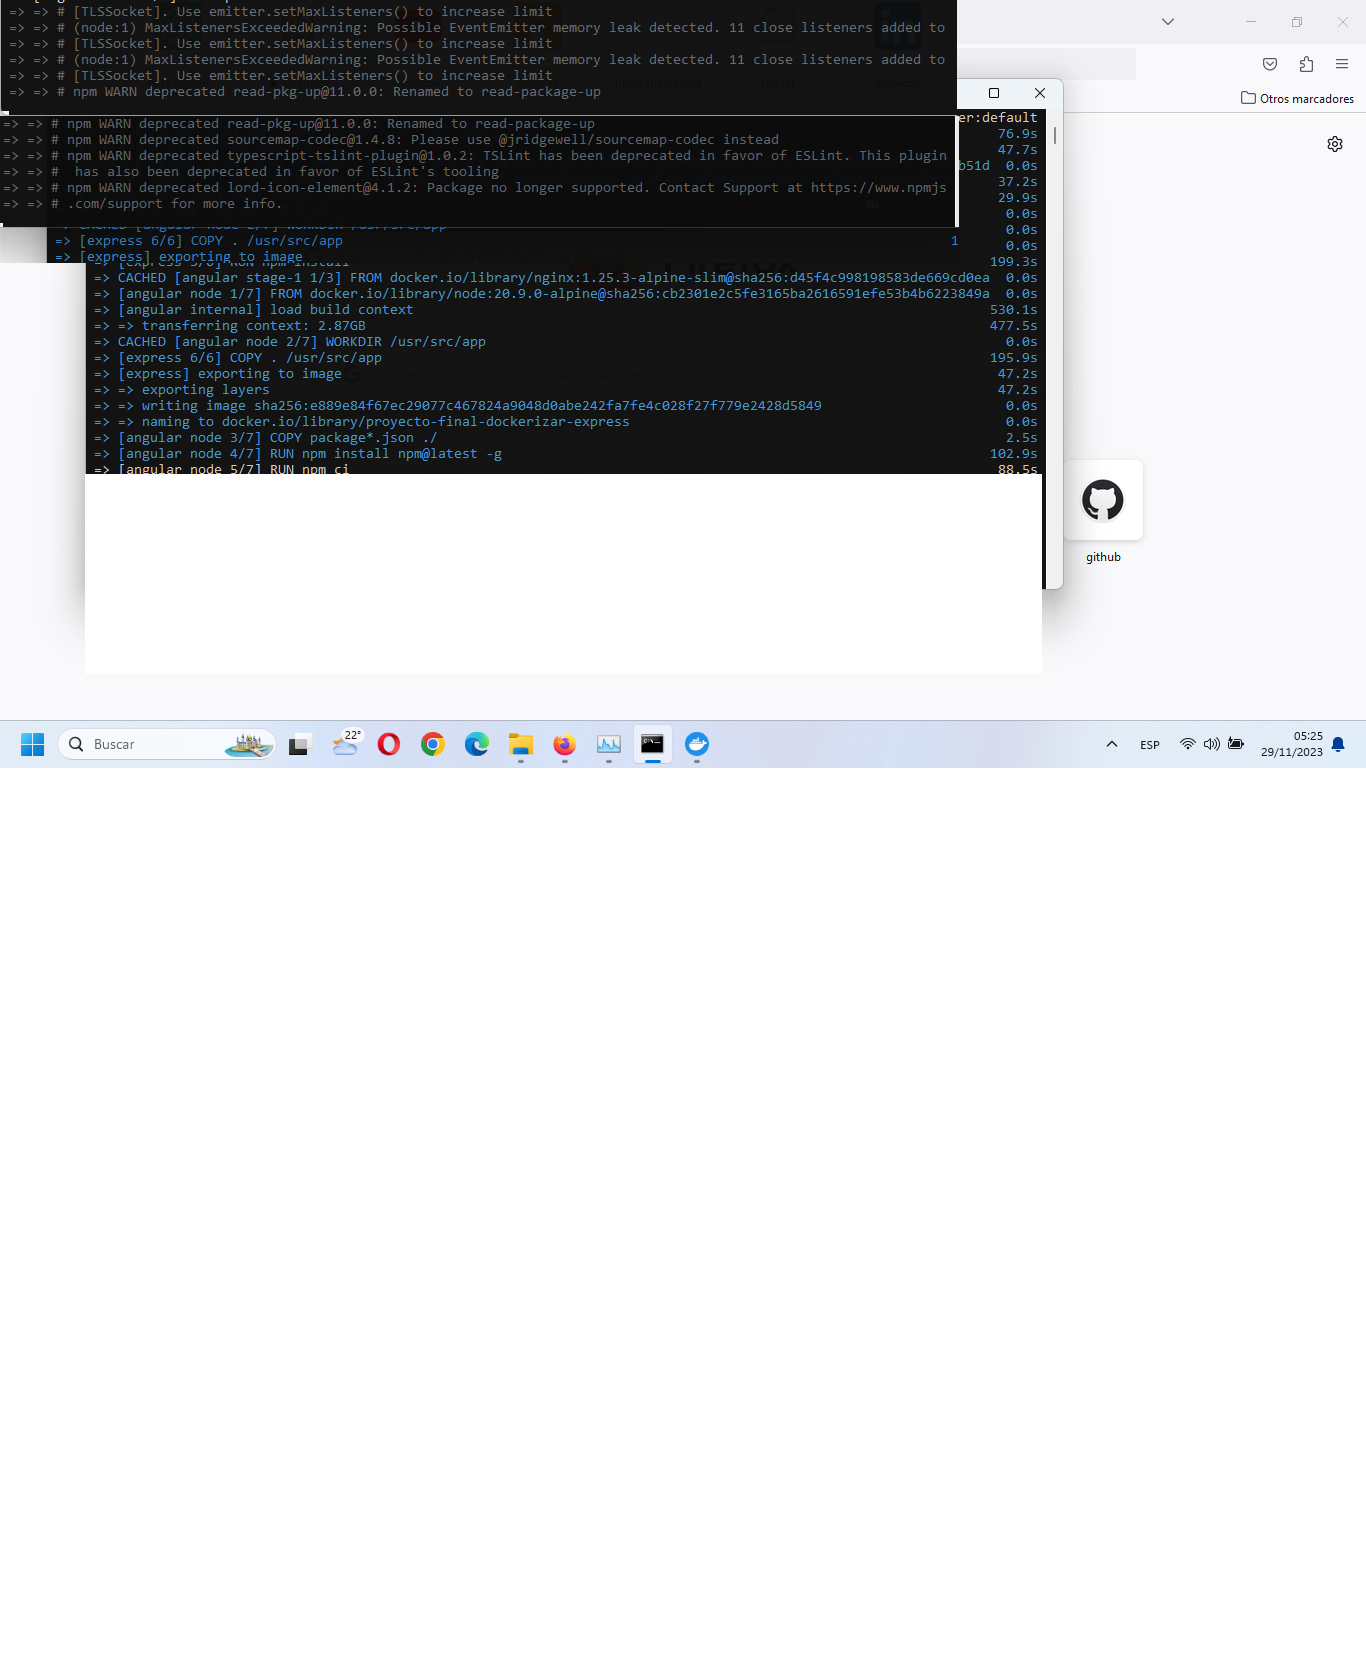 => => # [TLSSocket]. Use emitter.setMaxListeners() to increase limit
=> => # (node:1) MaxListenersExceededWarning: Possible EventEmitter memory leak detected. 11 close listeners added to
=> => # [TLSSocket]. Use emitter.setMaxListeners() to increase limit
=> => # (node:1) MaxListenersExceededWarning: Possible EventEmitter memory leak detected. 11 close listeners added to
=> => # [TLSSocket]. Use emitter.setMaxListeners() to increase limit
=> => # npm WARN deprecated read-pkg-up@11.0.0: Renamed to read-package-up
Otros marcadores
=> => # npm WARN deprecated read-pkg-up@11.0.0: Renamed to read-package-up
=> => # npm WARN deprecated sourcemap-codec@1.4.8: Please use @jridgewell/sourcemap-codec instead
=> => # npm WARN deprecated typescript-tslint-plugin@1.0.2: TSLint has been deprecated in favor of ESLint. This plugin
=> => #  has also been deprecated in favor of ESLint's tooling
=> => # npm WARN deprecated lord-icon-element@4.1.2: Package no longer supported. Contact Support at https://www.npmjs
=> => # .com/support for more info.
er:default
76.9s
47.7s
b51d 0.0s
37.2s
29.9s
0.0s
0.0s
0.0s
=> CACHED [angular node 2/7] WORKDIR /usr/src/app
=> [express 6/6] COPY . /usr/src/app 1
=> [express] exporting to image
=> [express 5/6] RUN npm install 199.3s
=> CACHED [angular stage-1 1/3] FROM docker.io/library/nginx:1.25.3-alpine-slim@sha256:d45f4c998198583de669cd0ea 0.0s
=> [angular node 1/7] FROM docker.io/library/node:20.9.0-alpine@sha256:cb2301e2c5fe3165ba2616591efe53b4b6223849a 0.0s
=> [angular internal] load build context 530.1s
=> => transferring context: 2.87GB 477.5s
=> CACHED [angular node 2/7] WORKDIR /usr/src/app 0.0s
=> [express 6/6] COPY . /usr/src/app 195.9s
=> [express] exporting to image 47.2s
=> => exporting layers 47.2s
=> => writing image sha256:e889e84f67ec29077c467824a9048d0abe242fa7fe4c028f27f779e2428d5849 0.0s
=> => naming to docker.io/library/proyecto-final-dockerizar-express 0.0s
=> [angular node 3/7] COPY package*.json ./ 2.5s
=> [angular node 4/7] RUN npm install npm@latest -g 102.9s
=> [angular node 5/7] RUN npm ci 88.5s
github
Buscar
22°
ESP
05:25
29/11/2023